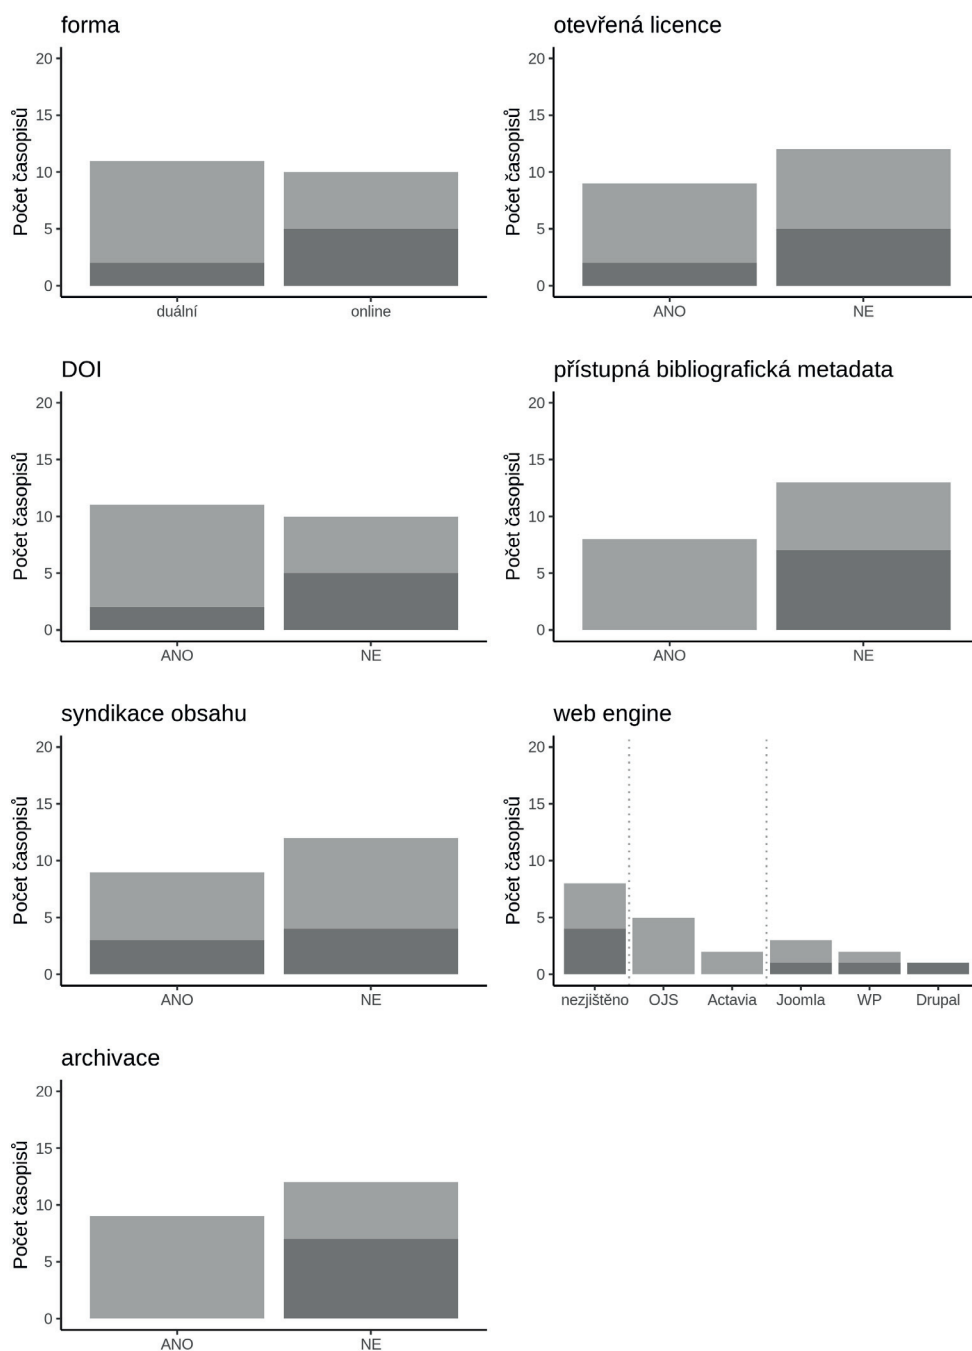 forma
Počet časopisů
20
15
10
5
0
duální online
otevřená licence
Počet časopisů
20
15
10
5
0
ANO NE
DOI
Počet časopisů
20
15
10
5
0
ANO NE
přístupná bibliografická metadata
Počet časopisů
20
15
10
5
0
ANO NE
syndikace obsahu
Počet časopisů
20
15
10
5
0
ANO NE
web engine
Počet časopisů
20
15
10
5
0
nezjištěno OJS Actavia Joomla WP Drupal
archivace
Počet časopisů
20
15
10
5
0
ANO NE